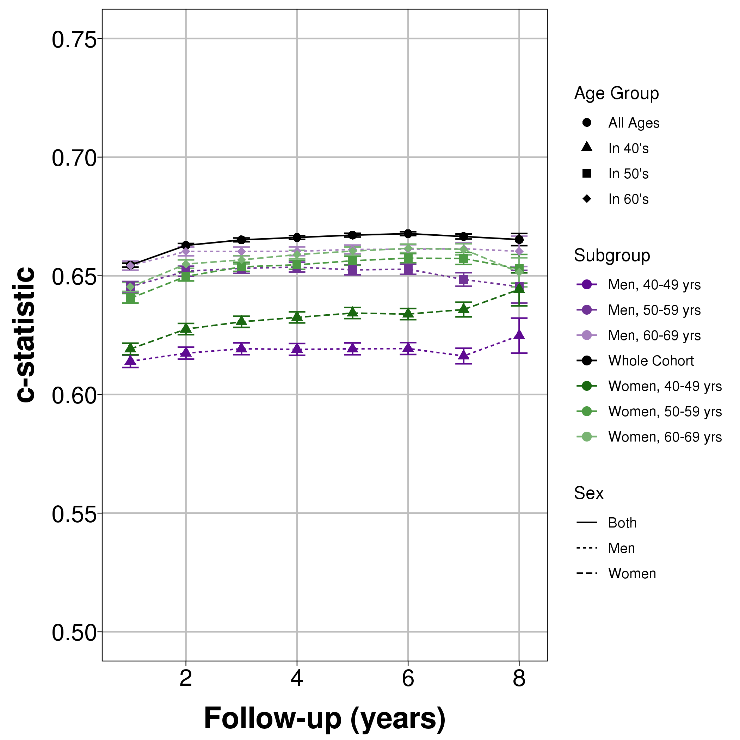 0.75
0.70
0.65
0.60
0.55
0.50
c-statistic
2 4 6 8
Follow-up (years)
Age Group
All Ages
In 40's
In 50's
In 60's
Subgroup
Men, 40-49 yrs
Men, 50-59 yrs
Men, 60-69 yrs
Whole Cohort
Women, 40-49 yrs
Women, 50-59 yrs
Women, 60-69 yrs
Sex
Both
Men
Women